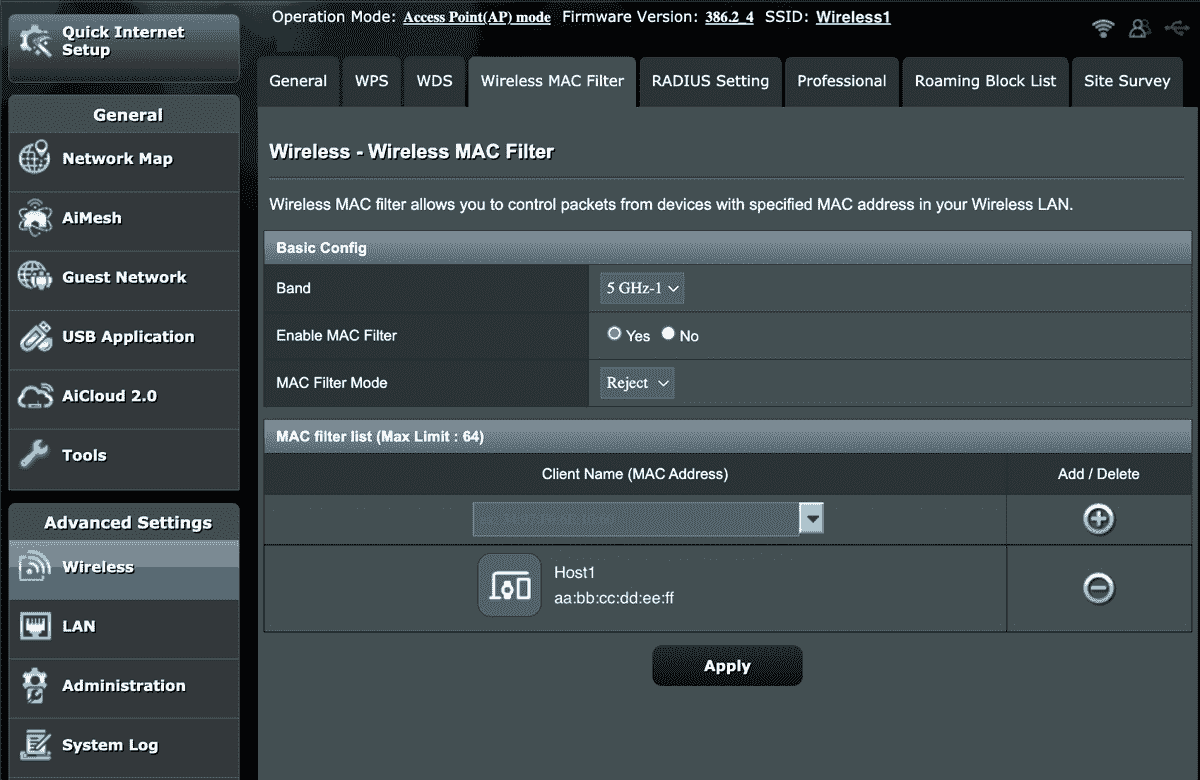 Quick Internet
Setup
Operation Mode: Access Point(AP) mode Firmware Version: 386.2_4 SSID: Wireless1
General WPS WDS Wireless MAC Filter RADIUS Setting Professional Roaming Block List Site Survey
General
Network Map
AiMesh
Guest Network
USB Application
AiCloud 2.0
Tools
Advanced Settings
Wireless
LAN
Administration
System Log
Wireless - Wireless MAC Filter
Wireless MAC filter allows you to control packets from devices with specified MAC address in your Wireless LAN.
Basic Config
Band 5 GHz-1
Enable MAC Filter Yes No
MAC Filter Mode Reject
MAC filter list (Max Limit : 64)
Client Name (MAC Address) Add / Delete
Host1
aa:bb:cc:dd:ee:ff
Apply